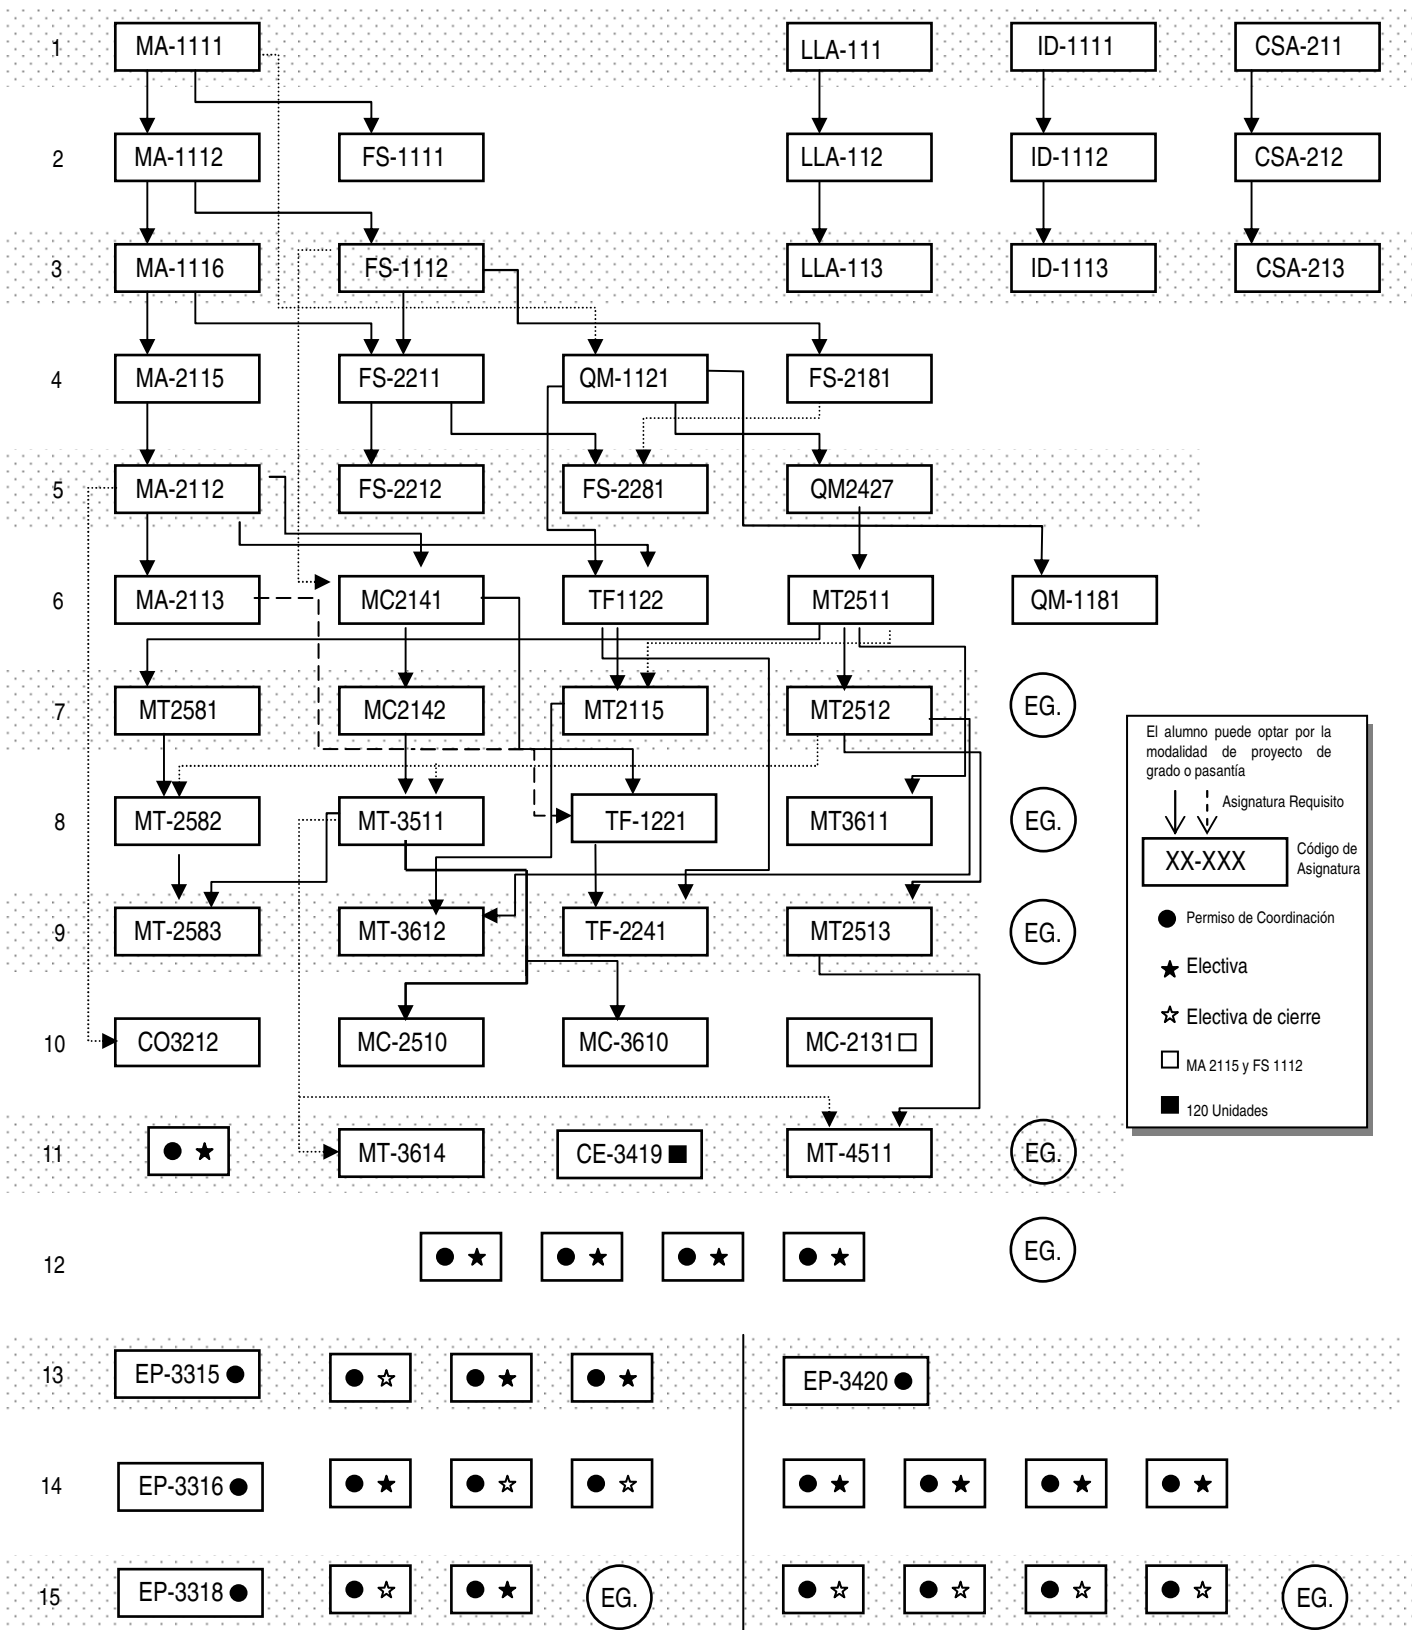 1 MA-1111 LLA-111 ID-1111 CSA-211
2 MA-1112 FS-1111 LLA-112 ID-1112 CSA-212
3 MA-1116 FS-1112 LLA-113 ID-1113 CSA-213
4 MA-2115 FS-2211 QM-1121 FS-2181
5 MA-2112 FS-2212 FS-2281 QM2427
6 MA-2113 MC2141 TF1122 MT2511 QM-1181
7 MT2581 MC2142 MT2115 MT2512 EG.
8 MT-2582 MT-3511 TF-1221 MT3611 EG.
9 MT-2583 MT-3612 TF-2241 MT2513 EG.
10 CO3212 MC-2510 MC-3610 MC-2131
11 MT-3614 CE-3419 MT-4511 EG.
12 EG.
13 EP-3315 EP-3420
14 EP-3316
15 EP-3318 EG. EG.
El alumno puede optar por la
modalidad de proyecto de
grado o pasantía
Asignatura Requisito
XX-XXX
Código de
Asignatura
Permiso de Coordinación
Electiva
Electiva de cierre
MA 2115 y FS 1112
120 Unidades